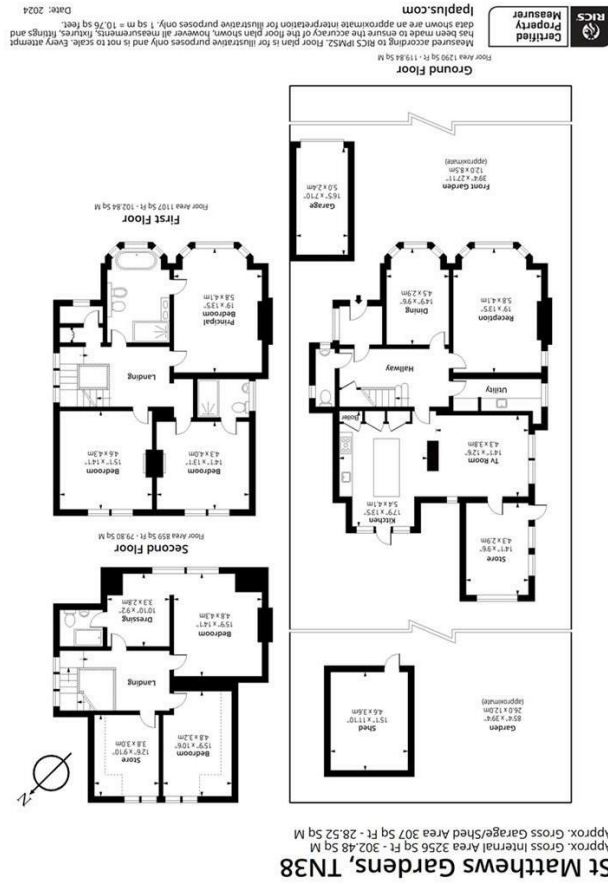 St Matthews Gardens, TN38
Approx. Gross Internal Area 3256 Sq Ft - 302.48 Sq M
Approx. Gross Garage/Shed Area 307 Sq Ft - 28.52 Sq M
N
Garden
85'4" x 39'4"
26.0 x 12.0m
(approximate)
Shed
15'1" x 11'10"
4.6 x 3.6m
Store
14'1" x 9'6"
4.3 x 2.9m
Kitchen
17'9" x 13'5"
5.4 x 4.1m
Tv Room
14'1" x 12'6"
4.3 x 3.8m
Boiler
Utility
Hallway
Reception
19' x 13'5"
5.8 x 4.1m
Dining
14'9" x 9'6"
4.5 x 2.9m
Garage
16'5" x 7'10"
5.0 x 2.4m
Front Garden
39'4" x 27'11"
12.0 x 8.5m
(approximate)
Ground Floor
Floor Area 1290 Sq Ft - 119.84 Sq M
Bedroom
15'9" x 10'6"
4.8 x 3.2m
Store
12'6" x 9'10"
3.8 x 3.0m
Landing
Bedroom
15'9" x 14'1"
4.8 x 4.3m
Dressing
10'10" x 9'2"
3.3 x 2.8m
Second Floor
Floor Area 859 Sq Ft - 79.80 Sq M
Bedroom
14'1" x 13'1"
4.3 x 4.0m
Bedroom
15'1" x 14'1"
4.6 x 4.3m
Landing
Principal
Bedroom
19' x 13'5"
5.8 x 4.1m
First Floor
Floor Area 1107 Sq Ft - 102.84 Sq M
RICS
Certified
Property
Measurer
Measured according to RICS IPMS2. Floor plan is for illustrative purposes only and is not to scale. Every attempt
has been made to ensure the accuracy of the floor plan shown, however all measurements, fixtures, fittings and
data shown are an approximate interpretation for illustrative purposes only. 1 sq m = 10.76 sq feet.
lpaplus.com
Date: 2024